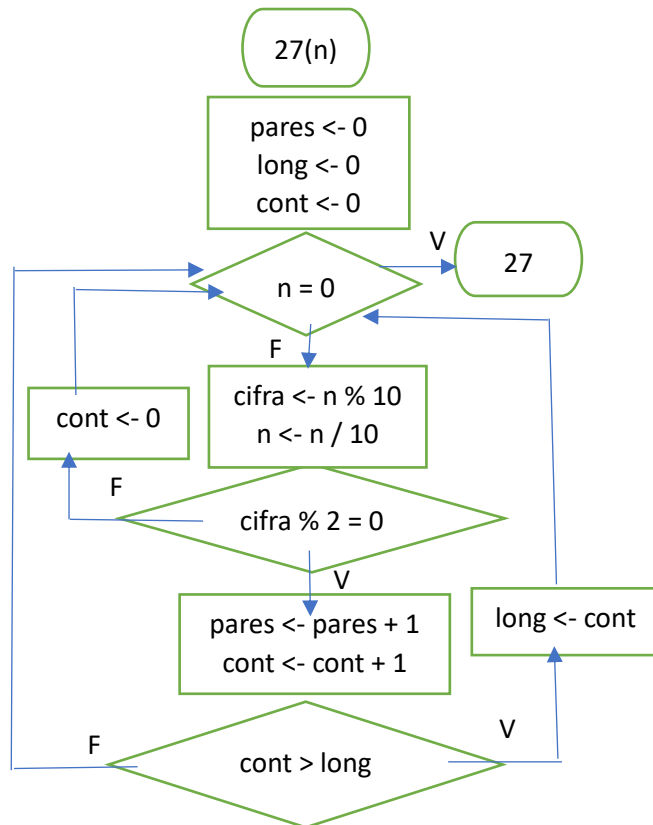 27(n)
pares <- 0
long <- 0
cont <- 0
V
27
n = 0
F
cifra <- n % 10
n <- n / 10
cont <- 0
F
cifra % 2 = 0
V
pares <- pares + 1
cont <- cont + 1
long <- cont
F
V
cont > long